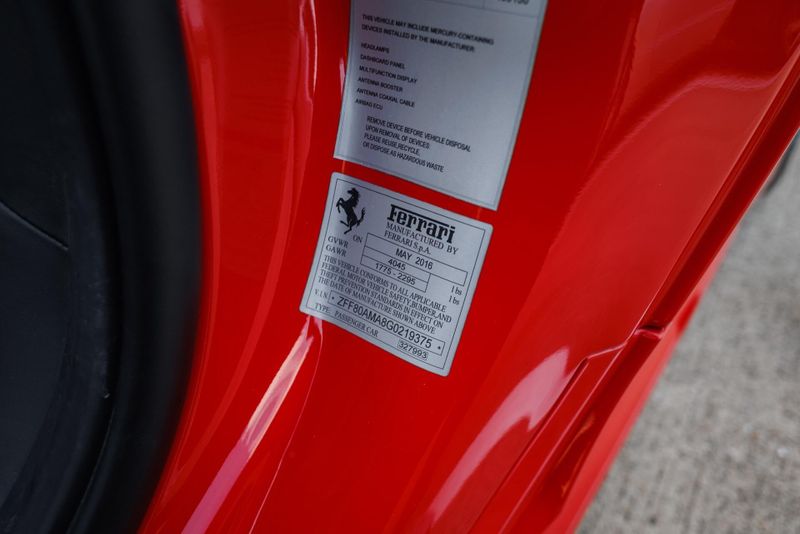 THIS VEHICLE MAY INCLUDE MERCURY-CONTAINING
DEVICES INSTALLED BY THE MANUFACTURER:
HEADLAMPS
DASHBOARD PANEL
MULTIFUNCTION DISPLAY
ANTENNA BOOSTER
ANTENNA COAXIAL CABLE
AIRBAG ECU
REMOVE DEVICE BEFORE VEHICLE DISPOSAL
UPON REMOVAL OF DEVICES:
PLEASE REUSE,RECYCLE,
OR DISPOSE AS HAZARDOUS WASTE
Ferrari
MANUFACTURED BY
FERRARI S.p.A.
ON MAY 2016
GVWR 4045 lbs
GAWR 1775-2295 lbs
THIS VEHICLE CONFORMS TO ALL APPLICABLE
FEDERAL MOTOR VEHICLE SAFETY,BUMPER,AND
THEFT PREVENTION STANDARDS IN EFFECT ON
THE DATE OF MANUFACTURE SHOWN ABOVE
V.I.N. * ZFF80AMA8G0219375 *
TYPE PASSENGER CAR 327993